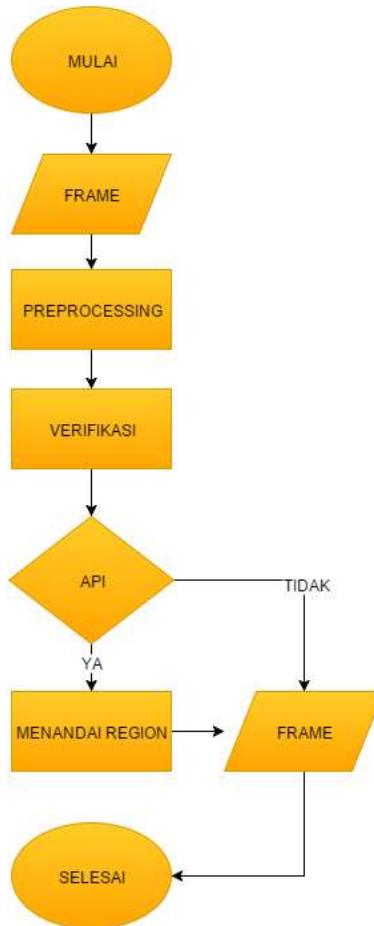 MULAI
FRAME
PREPROCESSING
VERIFIKASI
API
TIDAK
YA
MENANDAI REGION
FRAME
SELESAI